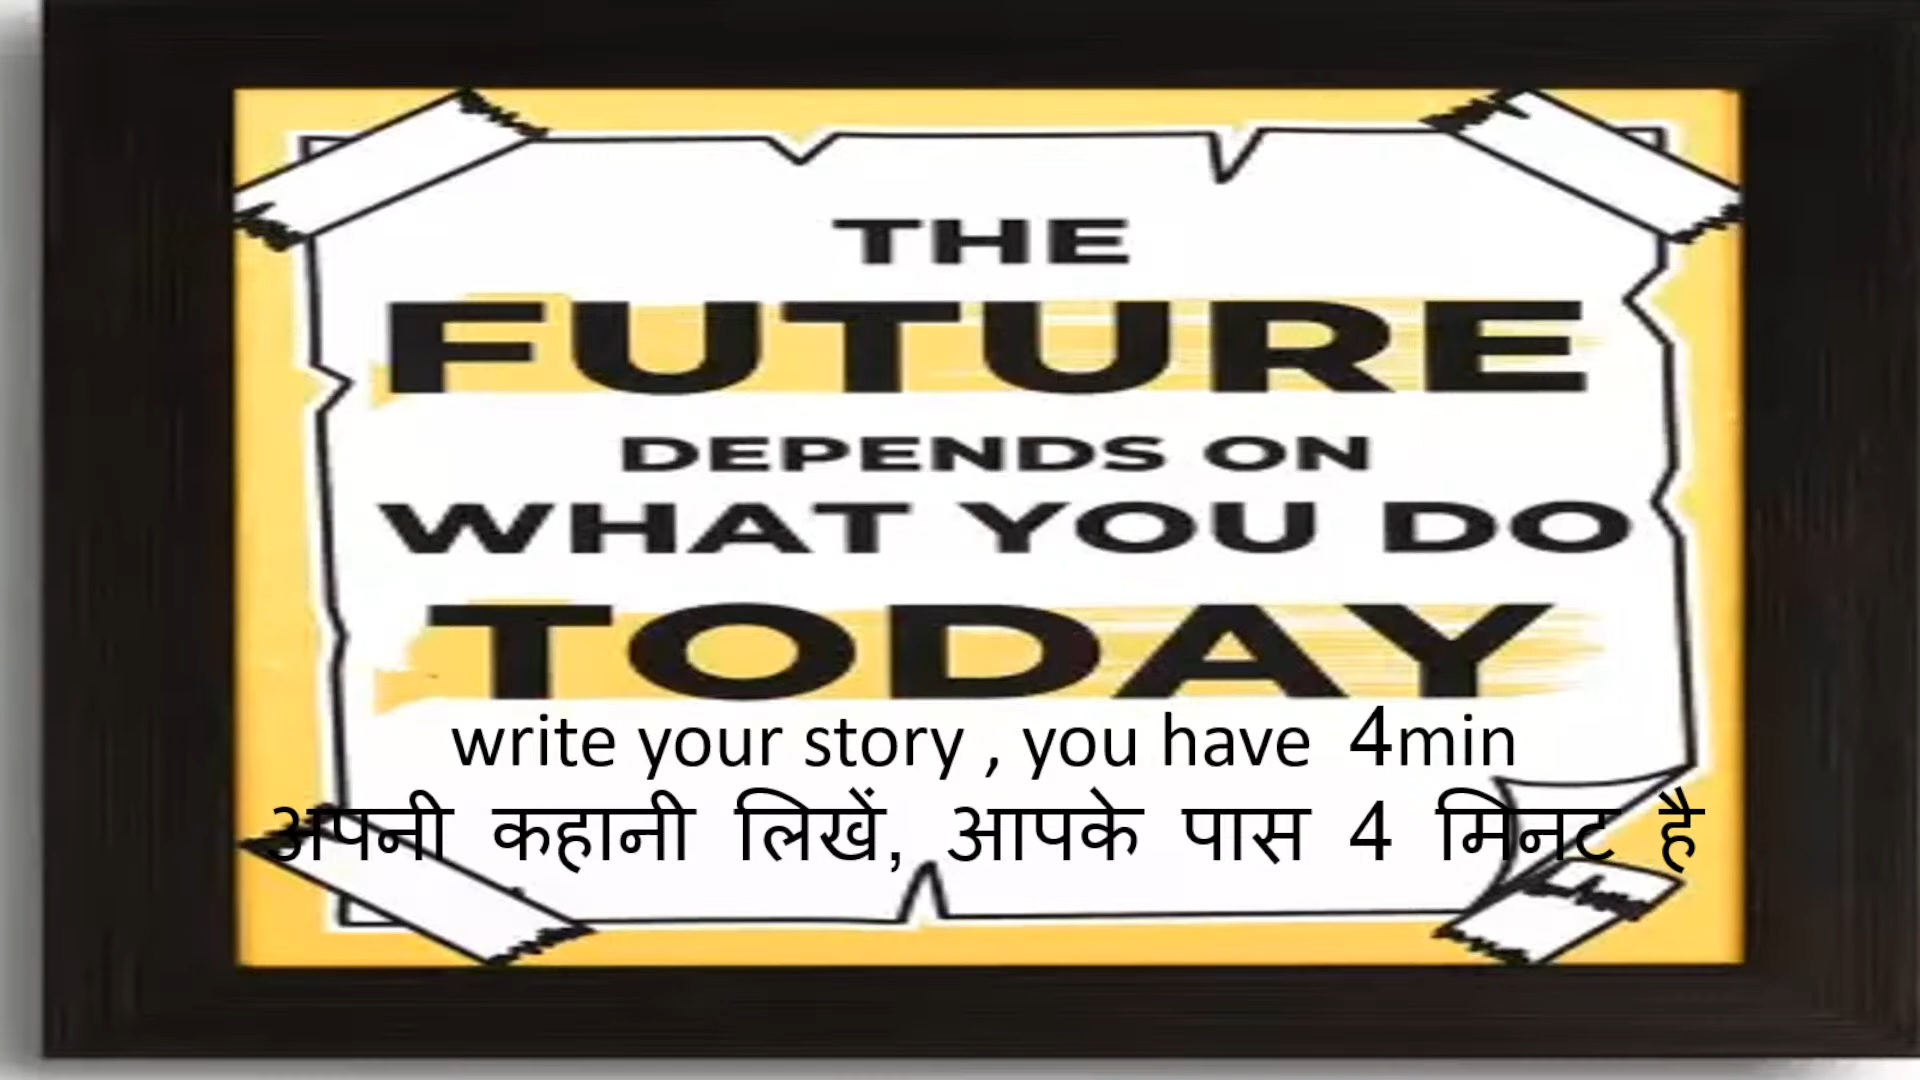 THE
FUTURE
DEPENDS ON
WHAT YOU DO
TODAY
write your story , you have 4min
अपनी कहानी लिखें, आपके पास 4 मिनट है